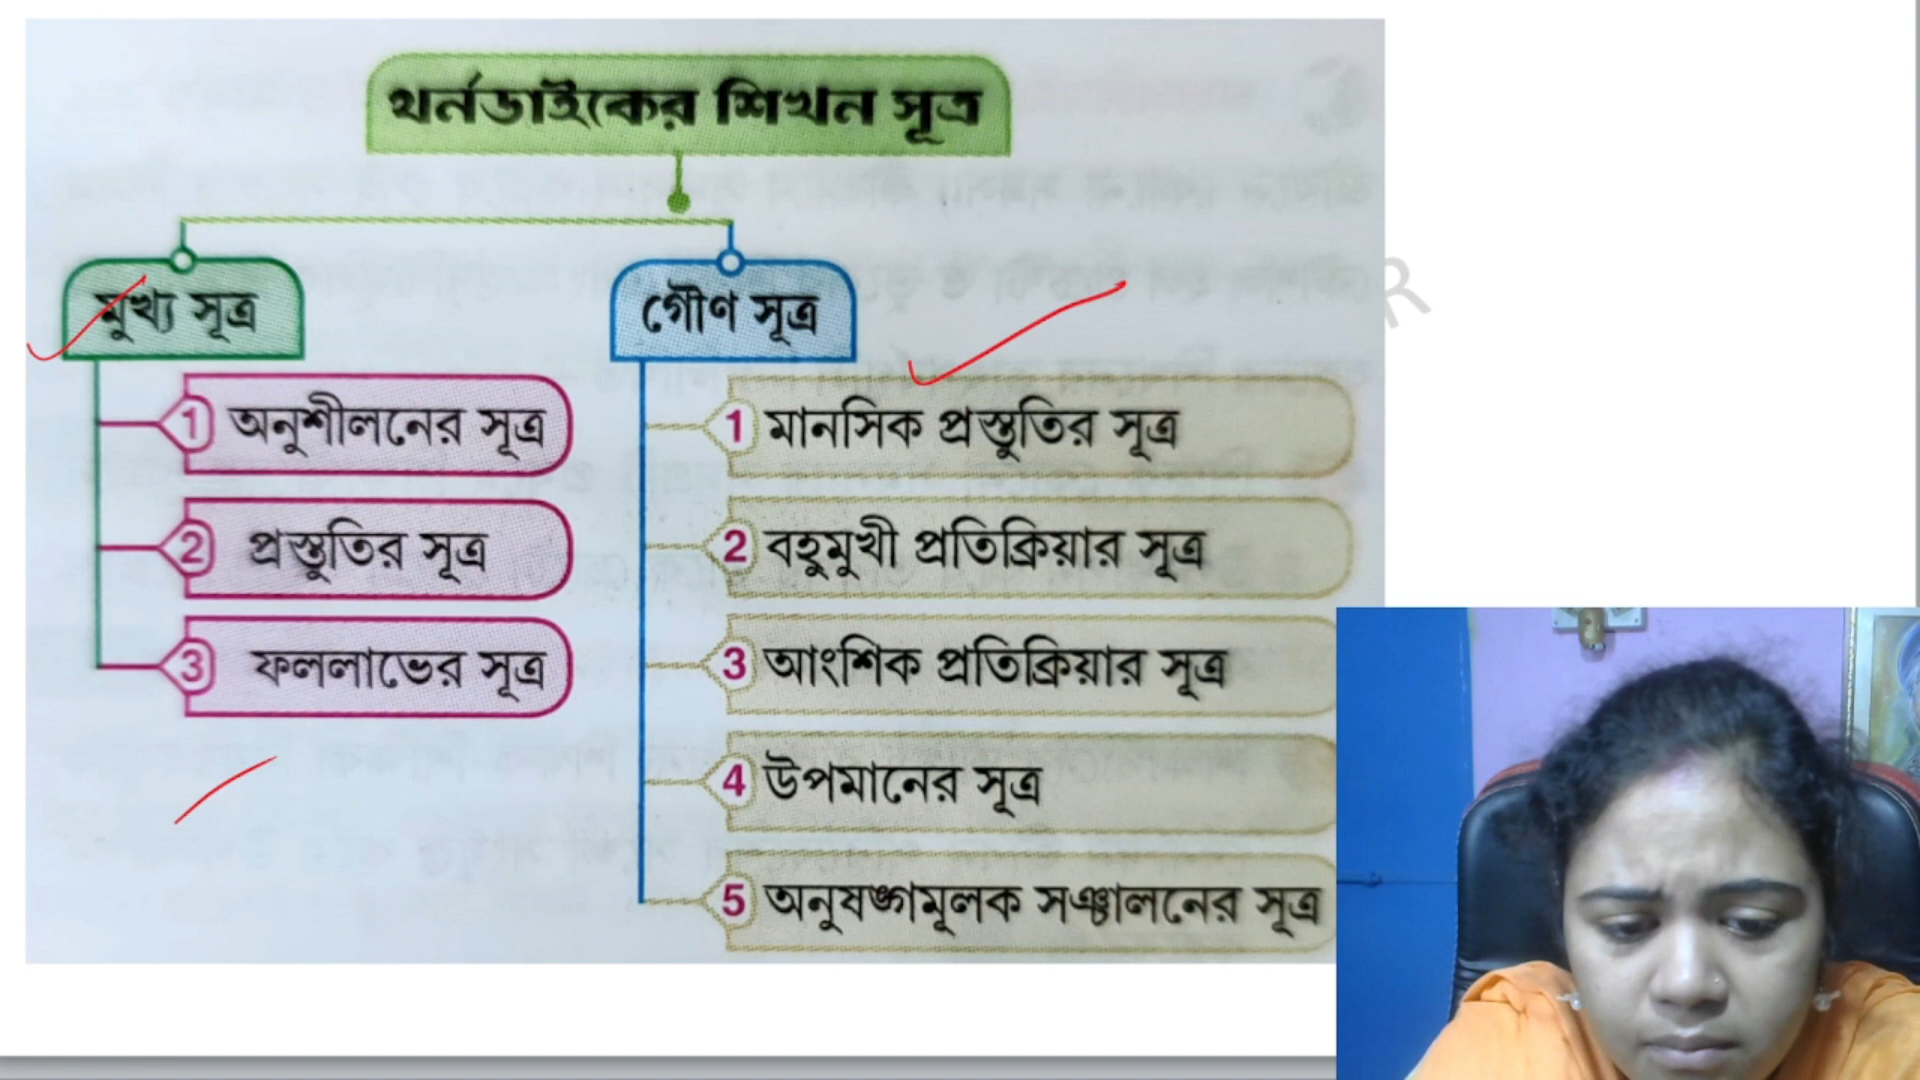 থর্নডাইকের শিখন সূত্র
মুখ্য সূত্র
গৌণ সূত্র
1 অনুশীলনের সূত্র
2 প্রস্তুতির সূত্র
3 ফললাভের সূত্র
1 মানসিক প্রস্তুতির সূত্র
2 বহুমুখী প্রতিক্রিয়ার সূত্র
3 আংশিক প্রতিক্রিয়ার সূত্র
4 উপমানের সূত্র
5 অনুষঙ্গমূলক সঞ্চালনের সূত্র
R